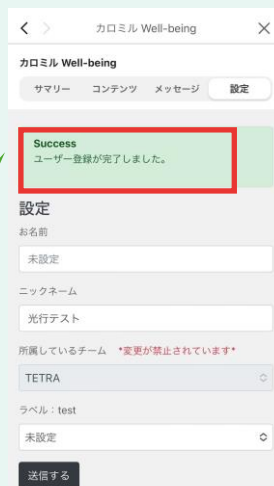 カロミル Well-being
カロミル Well-being
サマリー コンテンツ メッセージ 設定
Success
ユーザー登録が完了しました。
設定
お名前
未設定
ニックネーム
光行テスト
所属しているチーム *変更が禁止されています*
TETRA
ラベル：test
未設定
送信する